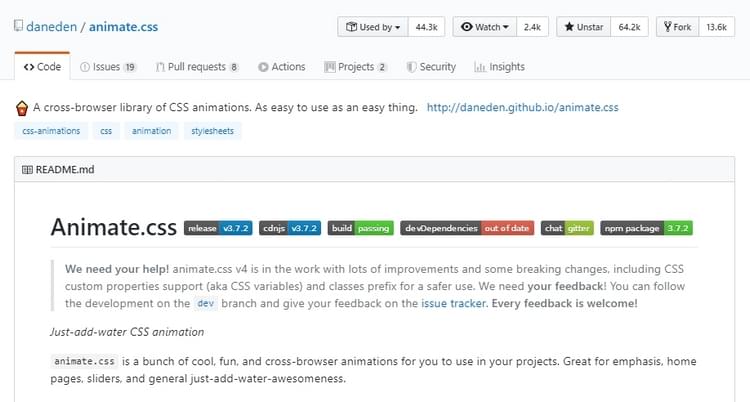 daneden / animate.css
Used by 44.3k Watch 2.4k Unstar 64.2k Fork 13.6k
Code Issues 19 Pull requests 8 Actions Projects 2 Security Insights
A cross-browser library of CSS animations. As easy to use as an easy thing. http://daneden.github.io/animate.css
css-animations css animation stylesheets
README.md
Animate.css release v3.7.2 cdnjs v3.7.2 build passing devDependencies out of date chat gitter npm package 3.7.2
We need your help! animate.css v4 is in the work with lots of improvements and some breaking changes, including CSS
custom properties support (aka CSS variables) and classes prefix for a safer use. We need your feedback! You can follow
the development on the dev branch and give your feedback on the issue tracker. Every feedback is welcome!
Just-add-water CSS animation
animate.css is a bunch of cool, fun, and cross-browser animations for you to use in your projects. Great for emphasis, home
pages, sliders, and general just-add-water-awesomeness.